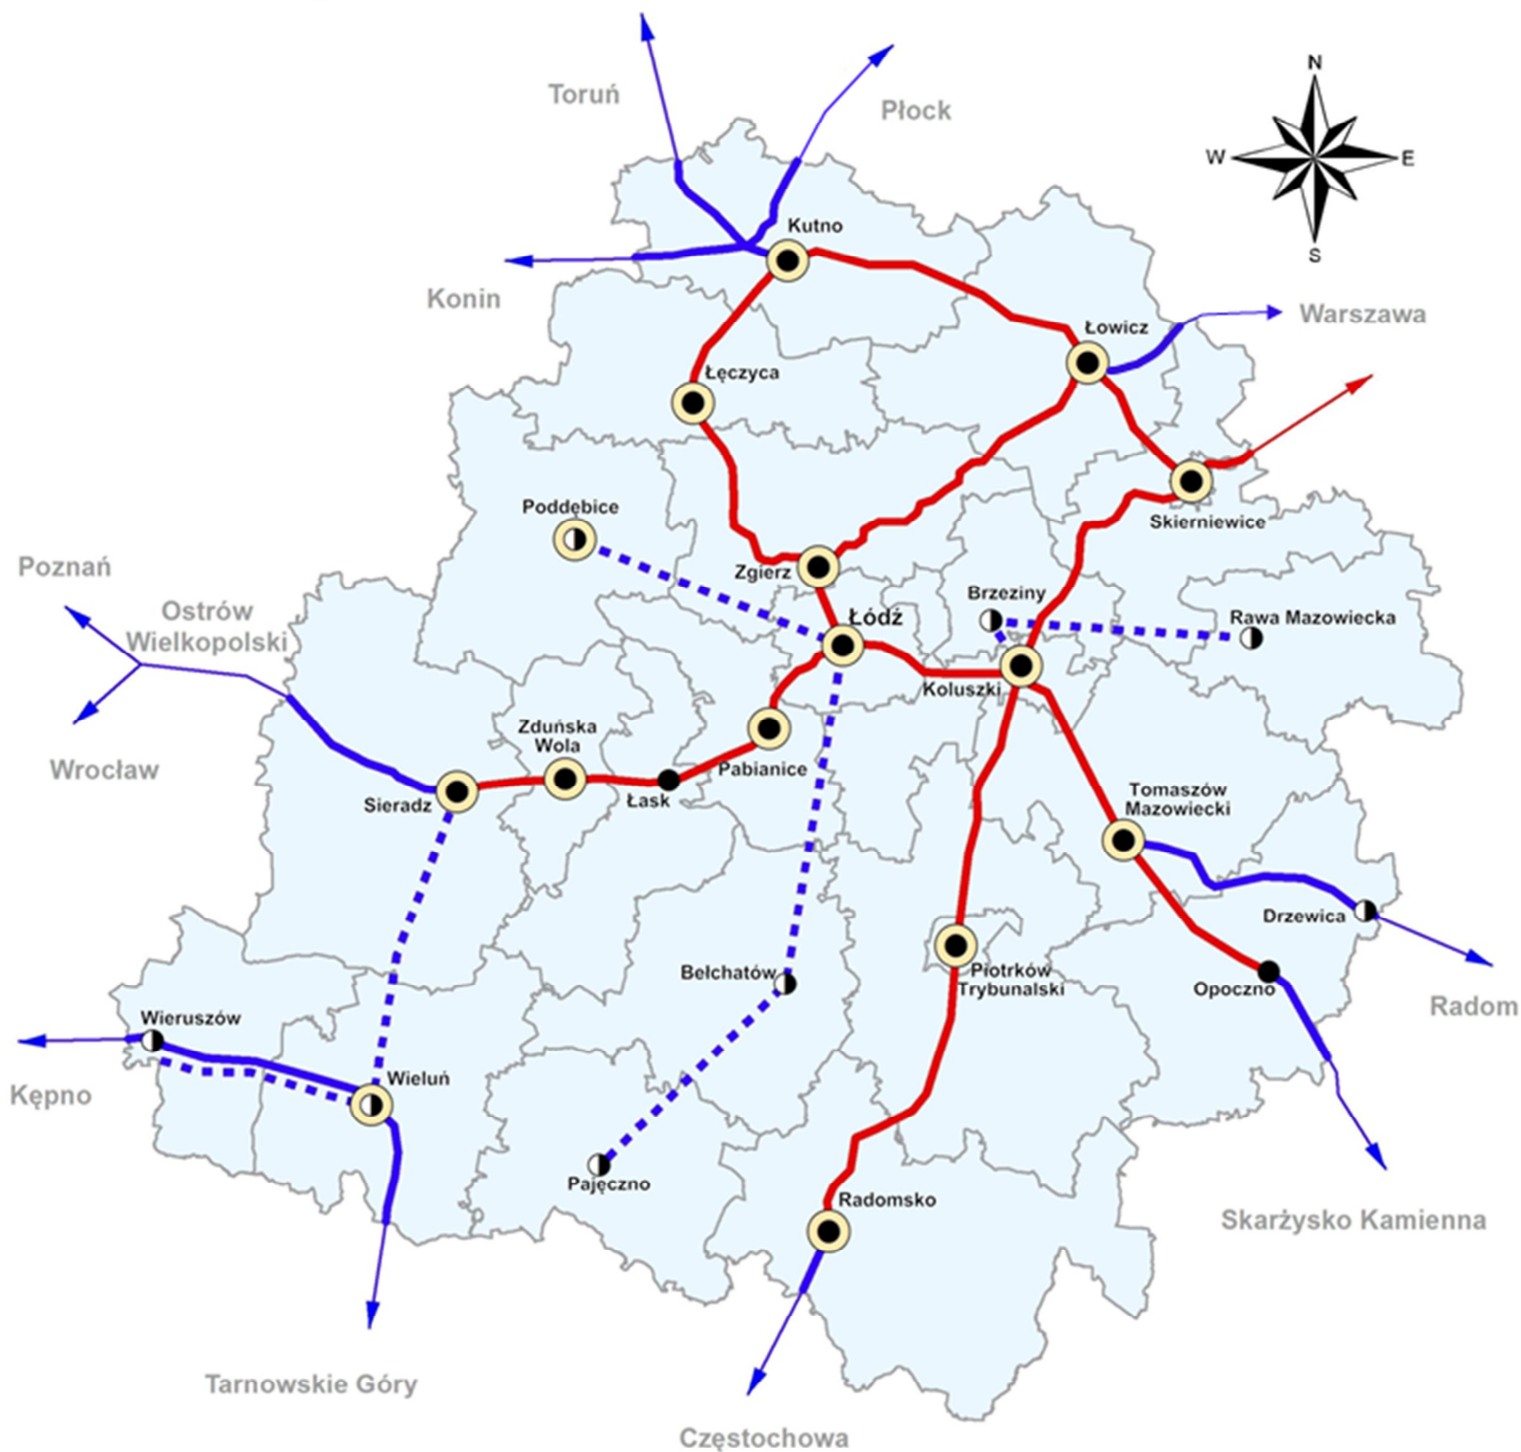 N
W
E
S
Toruń
Płock
Kutno
Konin
Warszawa
Łowicz
Łęczyca
Poddębice
Skierniewice
Poznań
Zgierz
Brzeziny
Ostrów
Wielkopolski
Łódź
Rawa Mazowiecka
Koluszki
Zduńska
Wola
Wrocław
Pabianice
Sieradz
Łask
Tomaszów
Mazowiecki
Drzewica
Bełchatów
Piotrków
Trybunalski
Opoczno
Radom
Wieruszów
Wieluń
Kępno
Pajęczno
Radomsko
Skarżysko Kamienna
Tarnowskie Góry
Częstochowa